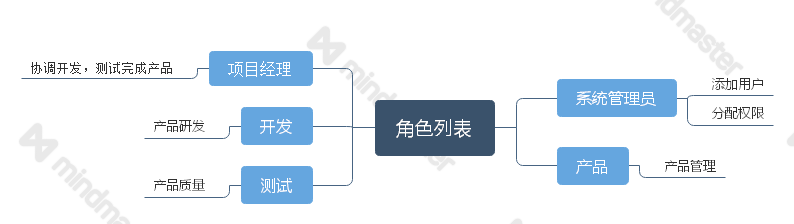 角色列表
项目经理
协调开发，测试完成产品
开发
产品研发
测试
产品质量
系统管理员
添加用户
分配权限
产品
产品管理
mindmaster
mindmaster
mindmaster